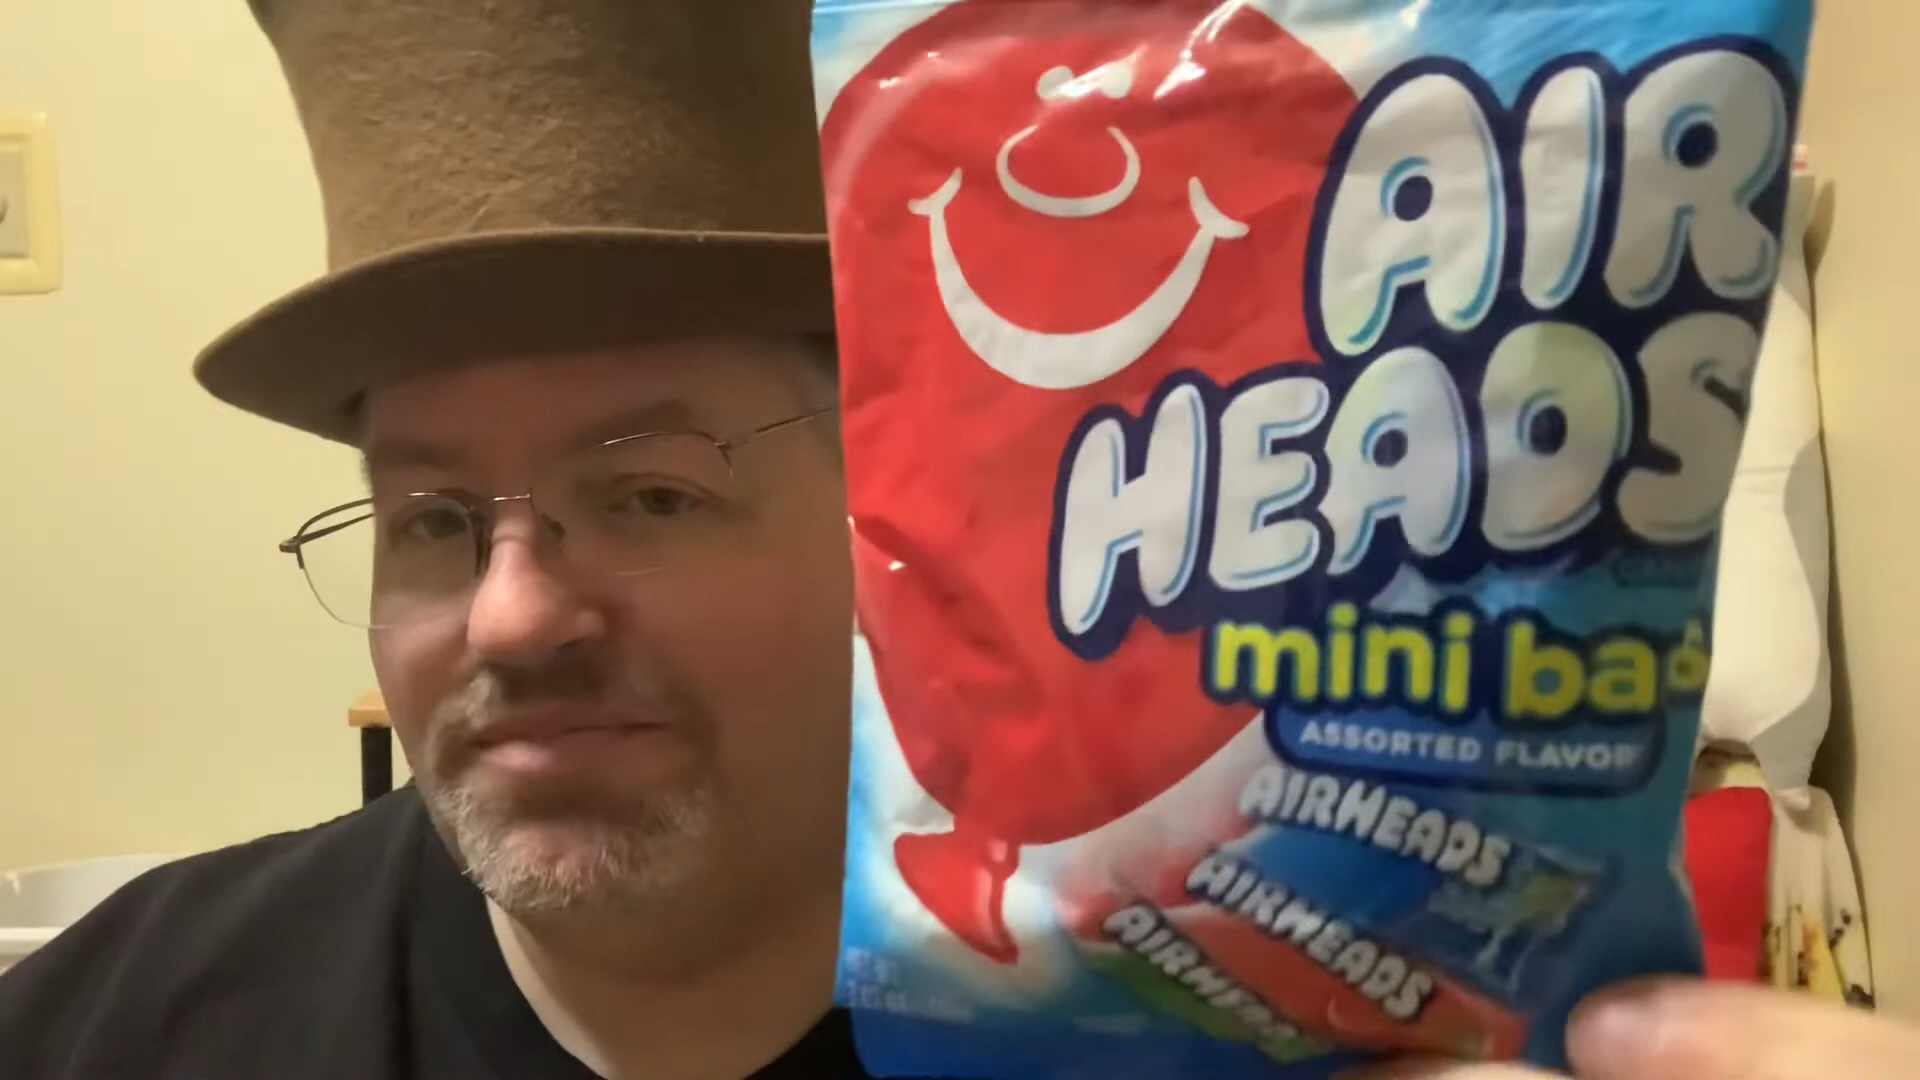 AIR
HEADS
mini ba
ASSORTED FLAVOR
AIRHEADS
AIRHEADS
AIRHEADS